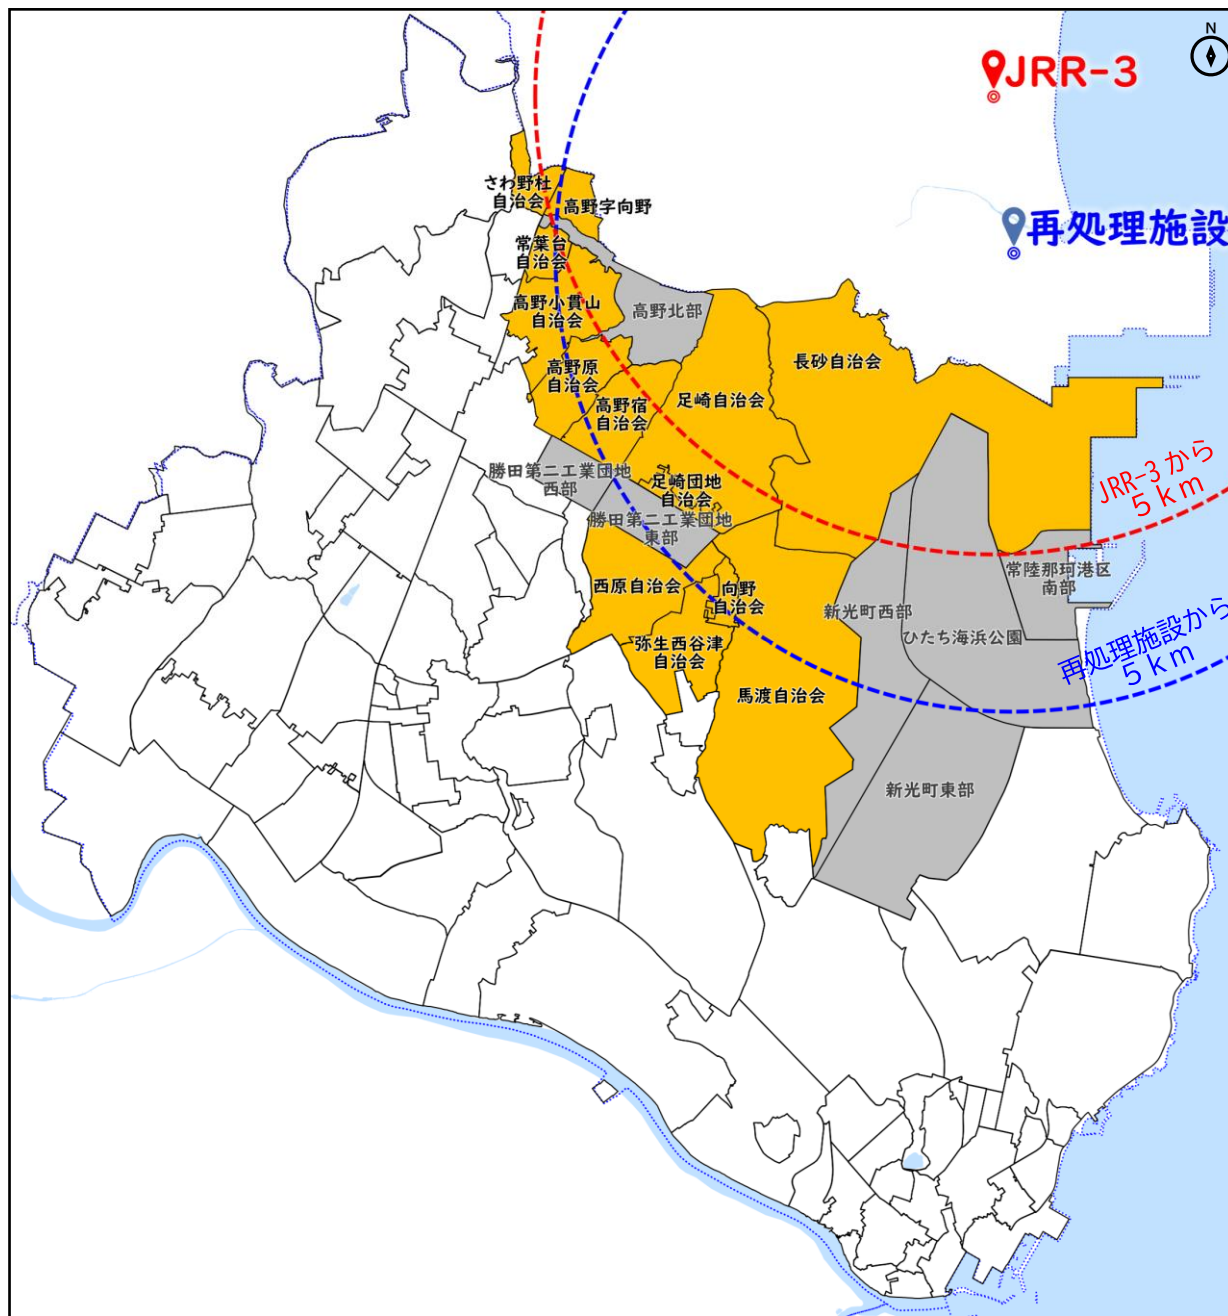 N
JRR-3
再処理施設
さわ野杜
自治会
高野字向野
常葉台
自治会
高野小貫山
自治会
高野北部
長砂自治会
高野原
自治会
足崎自治会
高野宿
自治会
勝田第二工業団地
西部
足崎団地
自治会
JRR-3から
5km
勝田第二工業団地
東部
常陸那珂港区
南部
西原自治会
向野
自治会
新光町西部
ひたち海浜公園
再処理施設から
5km
弥生西谷津
自治会
馬渡自治会
新光町東部